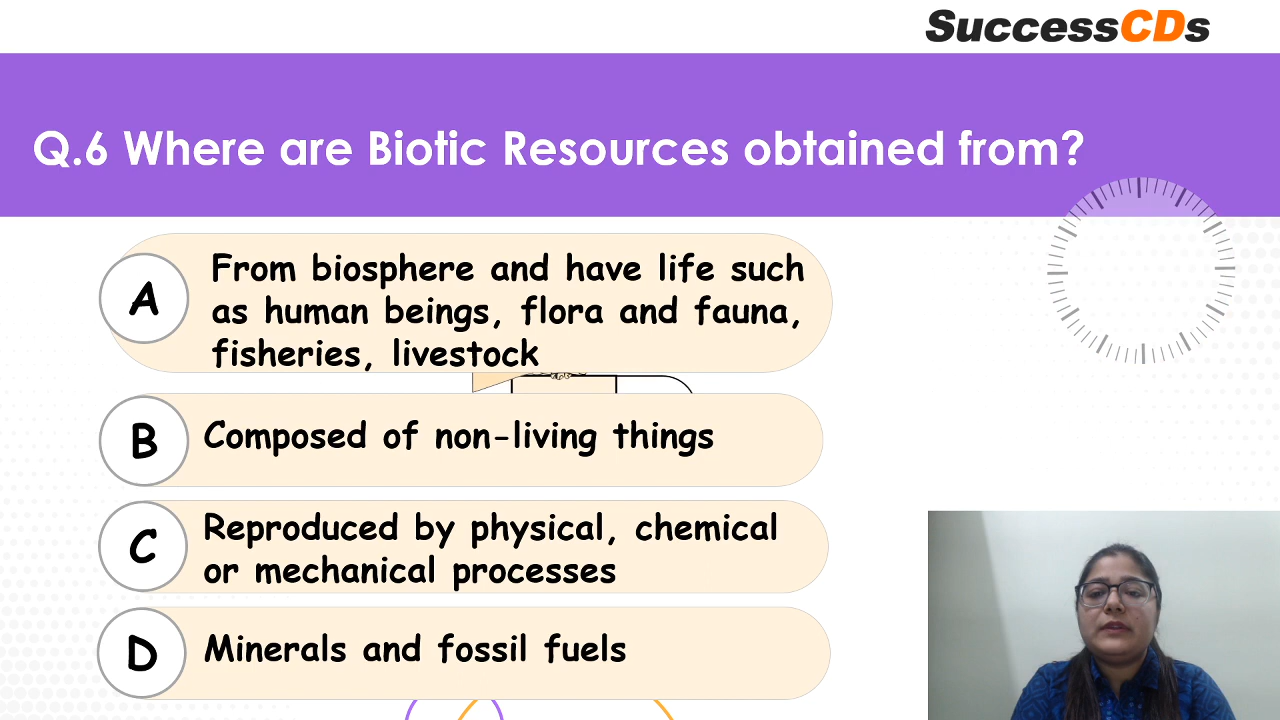 SuccessCDs
Q.6 Where are Biotic Resources obtained from?
A
From biosphere and have life such
as human beings, flora and fauna,
fisheries, livestock
B
Composed of non-living things
C
Reproduced by physical, chemical
or mechanical processes
D
Minerals and fossil fuels